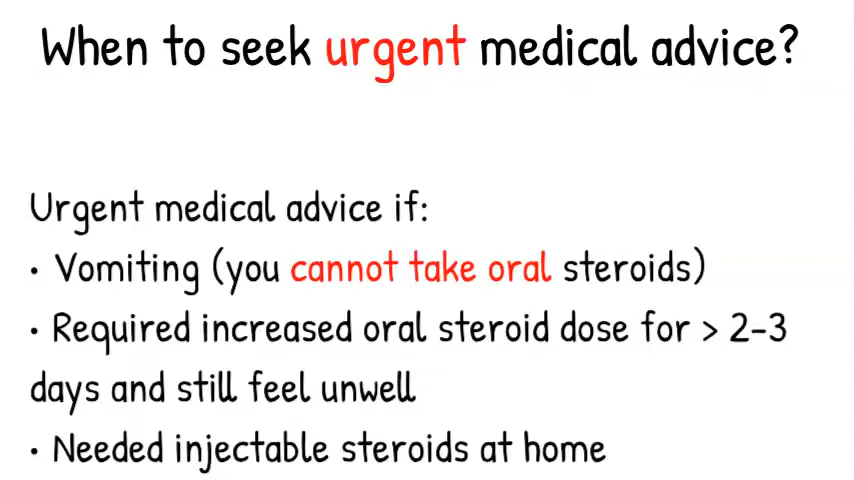 When to seek urgent medical advice?
Urgent medical advice if:
• Vomiting (you cannot take oral steroids)
• Required increased oral steroid dose for > 2-3
days and still feel unwell
• Needed injectable steroids at home